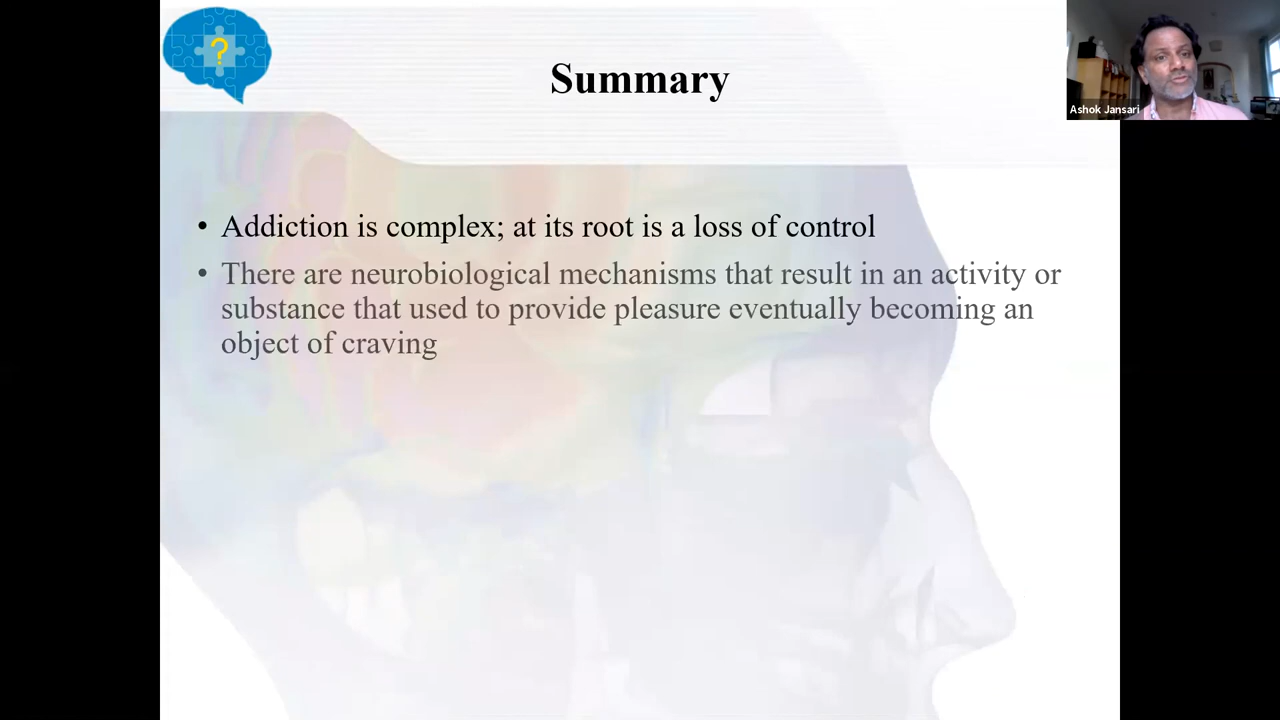 ?
Summary
Ashok Jansari
• Addiction is complex; at its root is a loss of control
• There are neurobiological mechanisms that result in an activity or
substance that used to provide pleasure eventually becoming an
object of craving